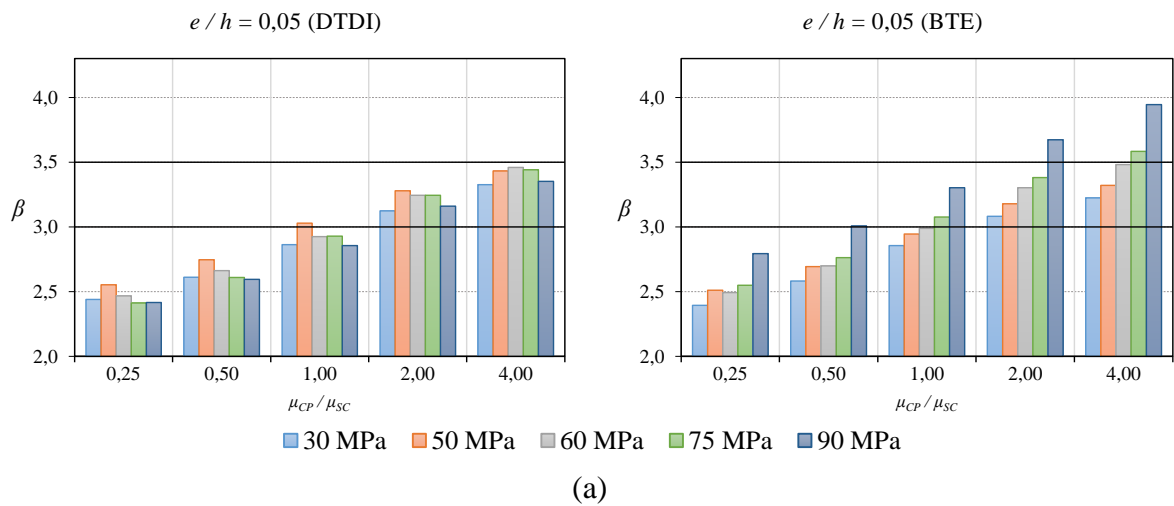 e / h = 0,05 (DTDI)
4,0
3,5
β
3,0
2,5
2,0
0,25 0,50 1,00 2,00 4,00
μCP / μSC
e / h = 0,05 (BTE)
4,0
3,5
β
3,0
2,5
2,0
0,25 0,50 1,00 2,00 4,00
μCP / μSC
30 MPa 50 MPa 60 MPa 75 MPa 90 MPa
(a)